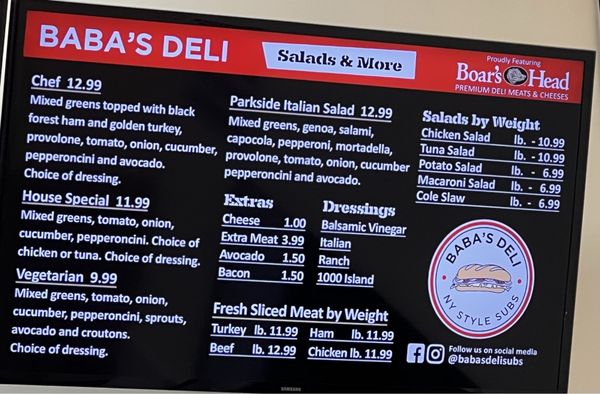 BABA'S DELI
Salads & More
Proudly Featuring
Boar's Head
PREMIUM DELI MEATS & CHEESES
Chef 12.99
Mixed greens topped with black
forest ham and golden turkey,
provolone, tomato, onion, cucumber,
pepperoncini and avocado.
Choice of dressing.
House Special 11.99
Mixed greens, tomato, onion,
cucumber, pepperoncini. Choice of
chicken or tuna. Choice of dressing.
Vegetarian 9.99
Mixed greens, tomato, onion,
cucumber, pepperoncini, sprouts,
avocado and croutons.
Choice of dressing.
Parkside Italian Salad 12.99
Mixed greens, genoa, salami,
capocola, pepperoni, mortadella,
provolone, tomato, onion, cucumber
pepperoncini and avocado.
Extras
Cheese 1.00
Extra Meat 3.99
Avocado 1.50
Bacon 1.50
Dressings
Balsamic Vinegar
Italian
Ranch
1000 Island
Fresh Sliced Meat by Weight
Turkey lb. 11.99 Ham lb. 11.99
Beef lb. 12.99 Chicken lb. 11.99
Salads by Weight
Chicken Salad lb. - 10.99
Tuna Salad lb. - 10.99
Potato Salad lb. - 6.99
Macaroni Salad lb. - 6.99
Cole Slaw lb. - 6.99
BABA'S DELI
NY STYLE SUBS
Follow us on social media
@babasdelisubs
SAMSUNG